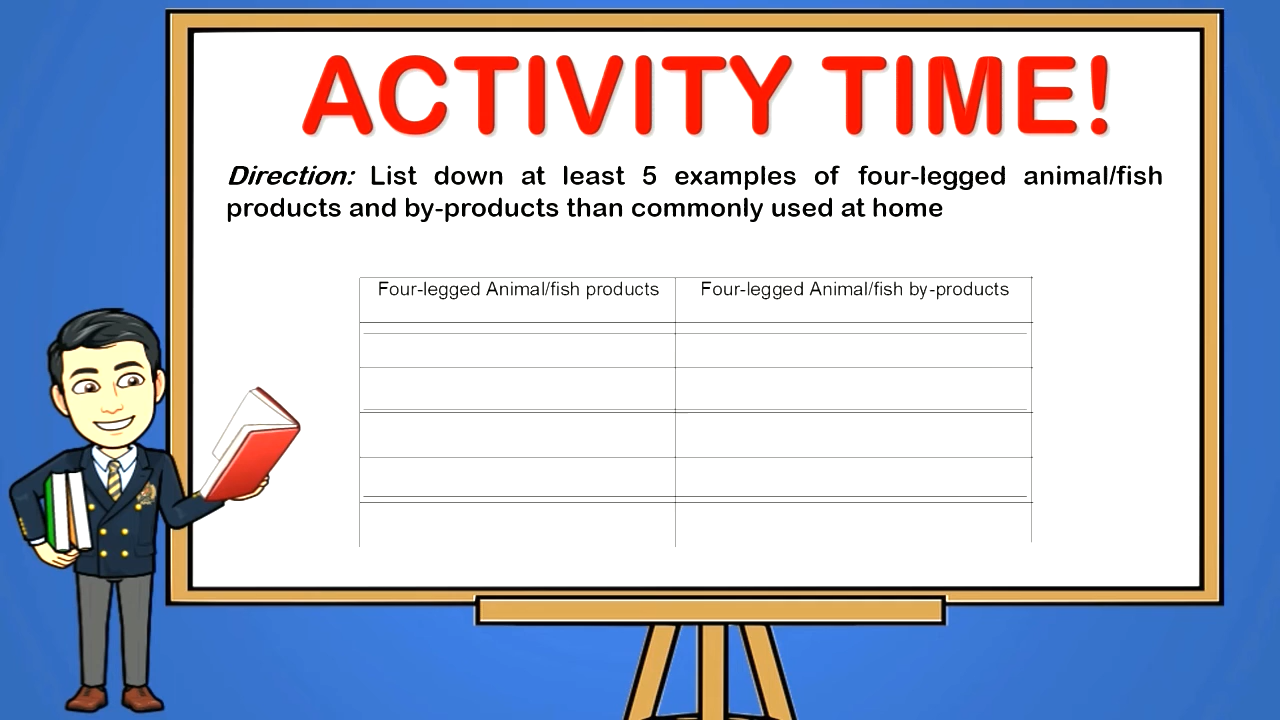 ACTIVITY TIME!
Direction: List down at least 5 examples of four-legged animal/fish
products and by-products than commonly used at home
Four-legged Animal/fish products
Four-legged Animal/fish by-products